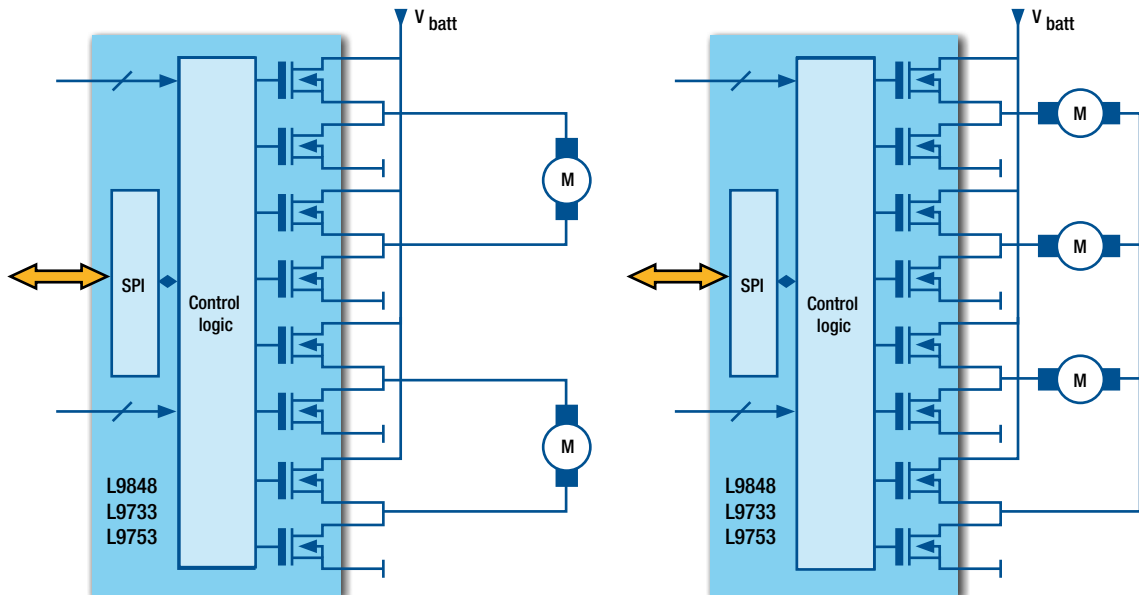 V batt
M
SPI
Control
logic
M
L9848
L9733
L9753
V batt
M
M
SPI
Control
logic
M
L9848
L9733
L9753